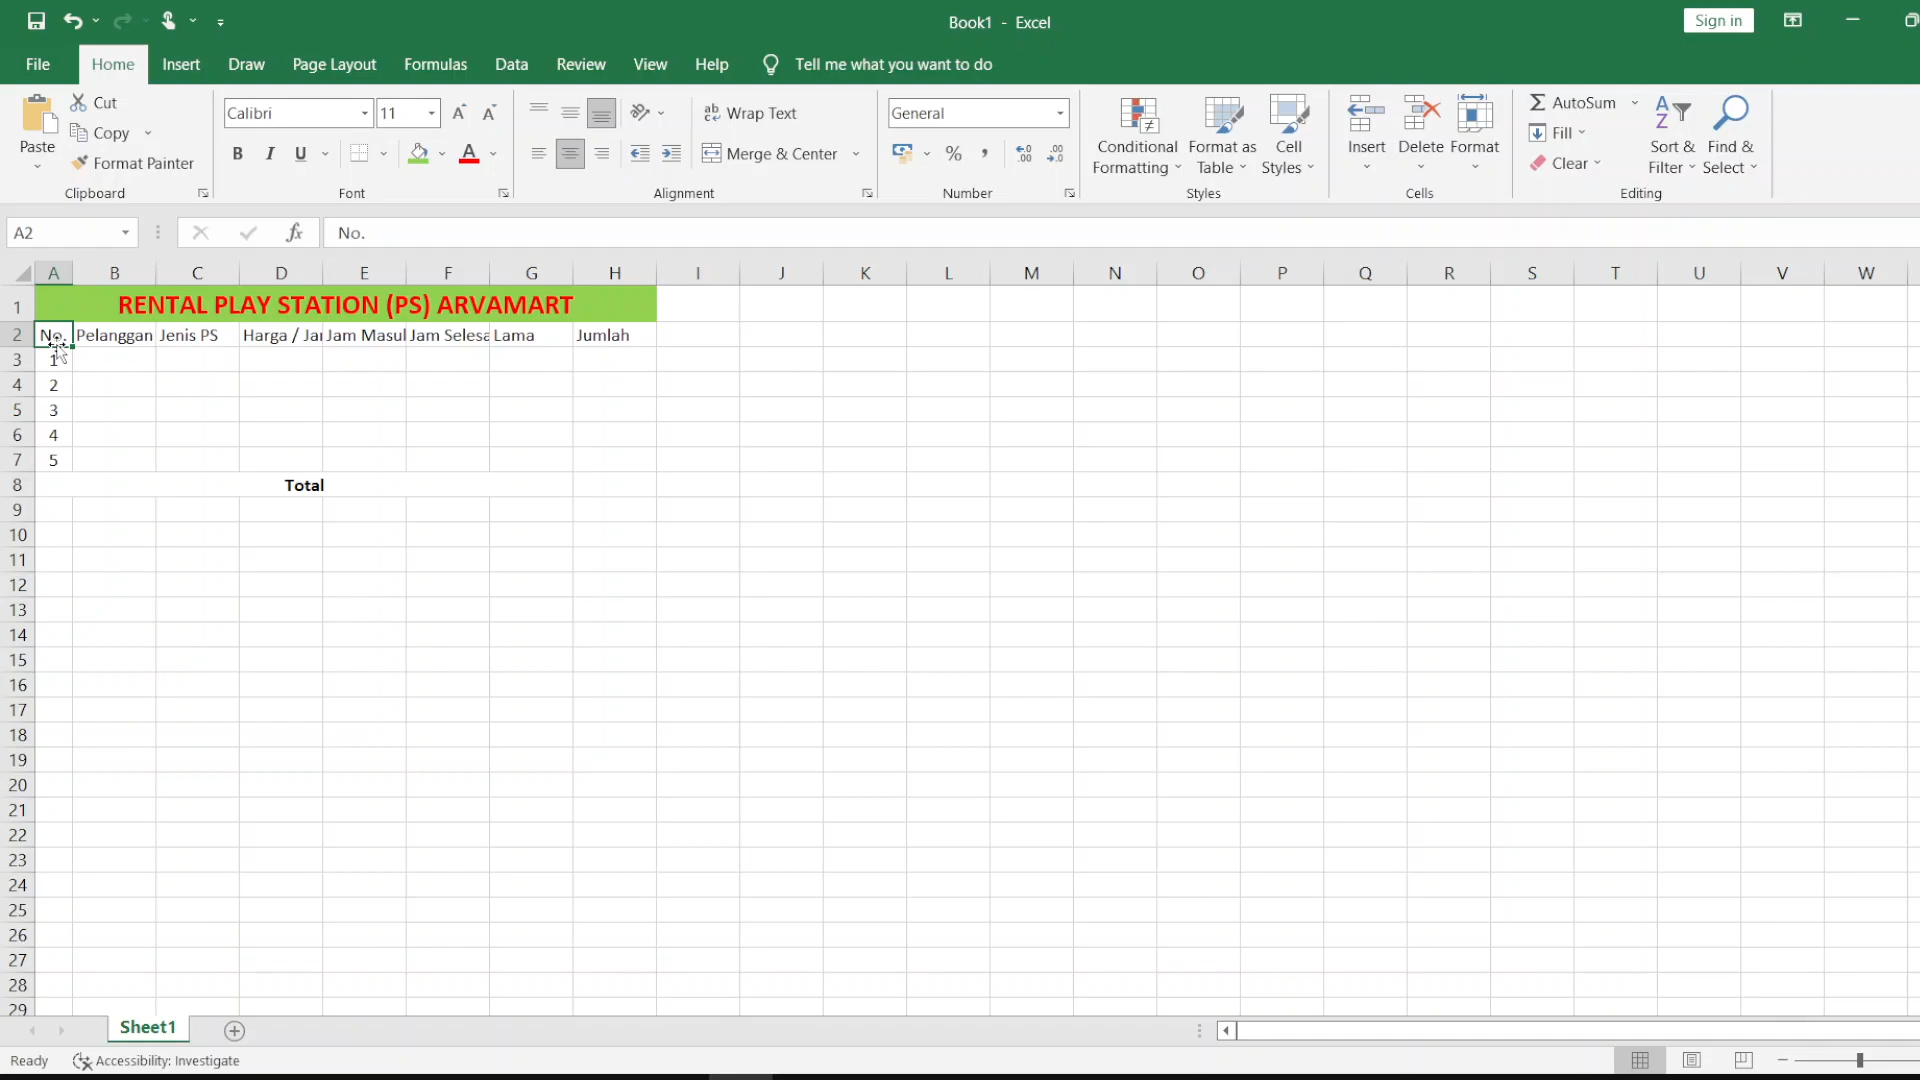 Book1 - Excel
Sign in
File Home Insert Draw Page Layout Formulas Data Review View Help Tell me what you want to do
Paste
Cut
Copy
Format Painter
Clipboard
Calibri 11
B I U A
Font
Wrap Text
Merge & Center
Alignment
General
% ,
Number
Conditional Formatting
Format as Table
Cell Styles
Styles
Insert Delete Format
Cells
AutoSum
Fill
Clear
Sort & Filter
Find & Select
Editing
A2 fx No.
A B C D E F G H I J K L M N O P Q R S T U V W
1 RENTAL PLAY STATION (PS) ARVAMART
2 No. Pelanggan Jenis PS Harga / Jam Masuk Jam Selesa Lama Jumlah
3 1
4 2
5 3
6 4
7 5
8 Total
9
10
11
12
13
14
15
16
17
18
19
20
21
22
23
24
25
26
27
28
29
Sheet1
Ready Accessibility: Investigate